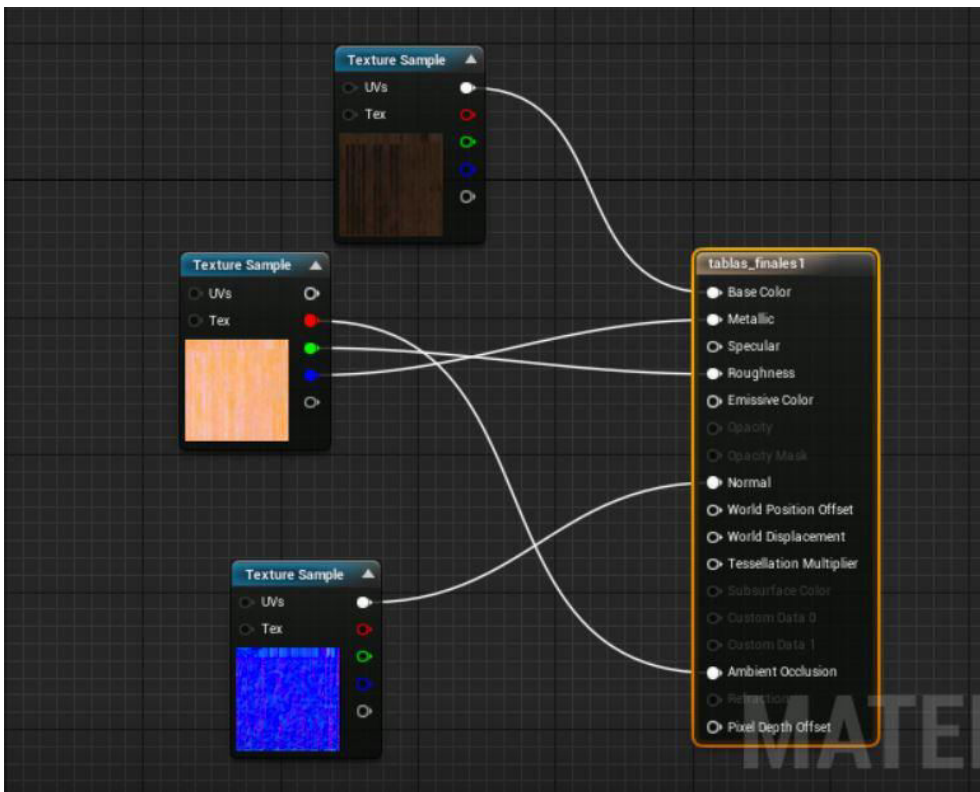 Texture Sample
UVs
Tex
Texture Sample
UVs
Tex
Texture Sample
UVs
Tex
tablas_finales1
Base Color
Metallic
Specular
Roughness
Emissive Color
Opacity
Opacity Mask
Normal
World Position Offset
World Displacement
Tessellation Multiplier
Subsurface Color
Custom Data 0
Custom Data 1
Ambient Occlusion
Refraction
Pixel Depth Offset
MATE